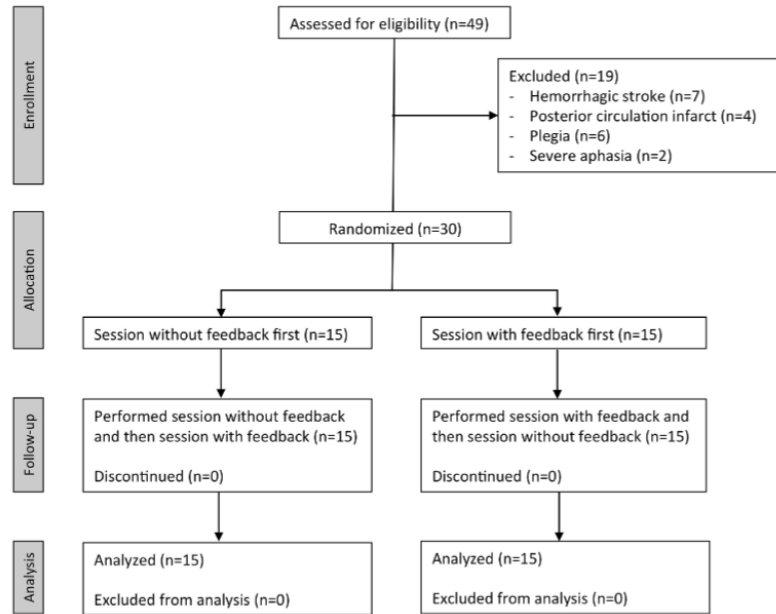 Enrollment
Assessed for eligibility (n=49)
Excluded (n=19)
- Hemorrhagic stroke (n=7)
- Posterior circulation infarct (n=4)
- Plegia (n=6)
- Severe aphasia (n=2)
Allocation
Randomized (n=30)
Session without feedback first (n=15)
Session with feedback first (n=15)
Follow-up
Performed session without feedback
and then session with feedback (n=15)
Discontinued (n=0)
Performed session with feedback and
then session without feedback (n=15)
Discontinued (n=0)
Analysis
Analyzed (n=15)
Excluded from analysis (n=0)
Analyzed (n=15)
Excluded from analysis (n=0)